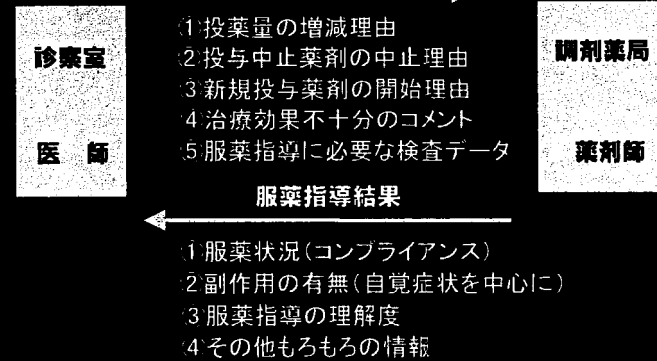 診察室
医 師
(1)投薬量の増減理由
(2)投与中止薬剤の中止理由
(3)新規投与薬剤の開始理由
(4)治療効果不十分のコメント
(5)服薬指導に必要な検査データ
調剤薬局
薬剤師
服薬指導結果
(1)服薬状況(コンプライアンス)
(2)副作用の有無(自覚症状を中心に)
(3)服薬指導の理解度
(4)その他もろもろの情報